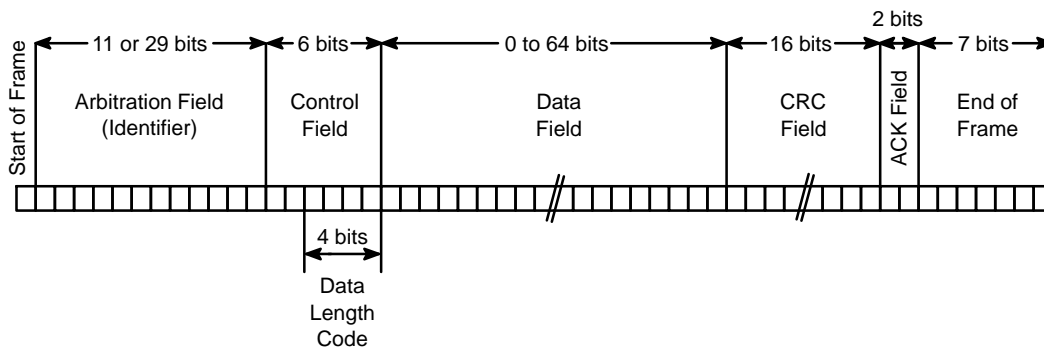 2 bits
11 or 29 bits
6 bits
0 to 64 bits
16 bits
7 bits
Start of Frame
Arbitration Field
(Identifier)
Control
Field
Data
Field
CRC
Field
ACK Field
End of
Frame
4 bits
Data
Length
Code